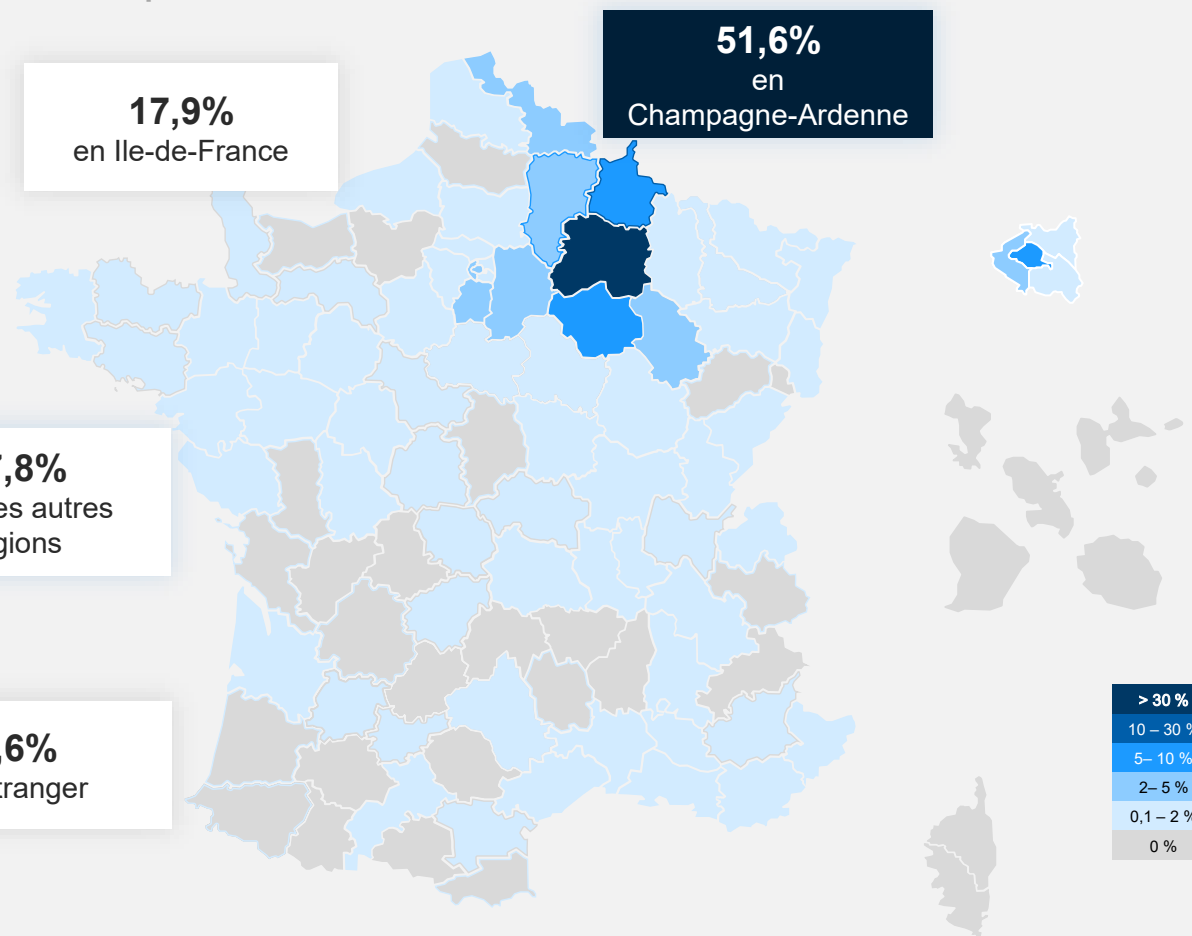 17,9%
en Ile-de-France
51,6%
en
Champagne-Ardenne
,8%
es autres
gions
,6%
tranger
> 30 %
10 – 30 %
5– 10 %
2– 5 %
0,1 – 2 %
0 %